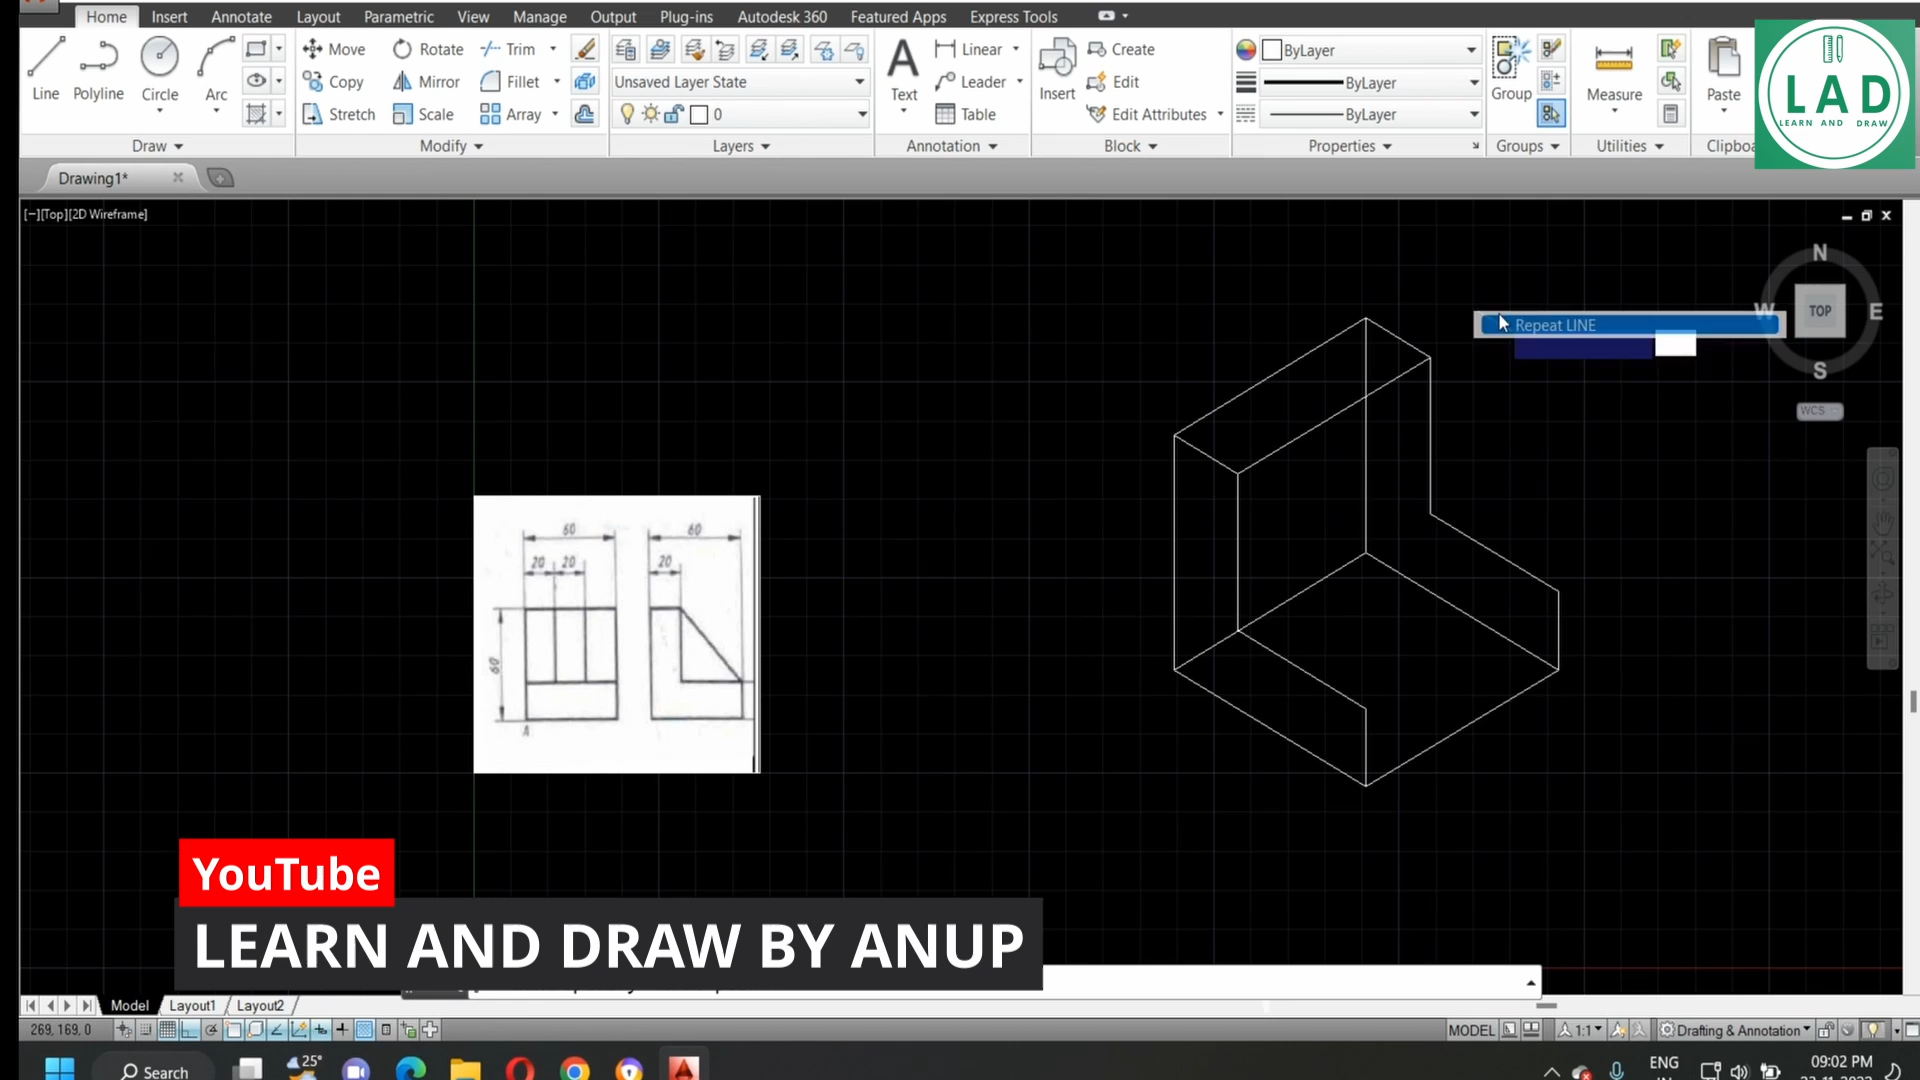 Home Insert Annotate Layout Parametric View Manage Output Plug-ins Autodesk 360 Featured Apps Express Tools
Line Polyline Circle Arc
Move Rotate Trim
Copy Mirror Fillet
Stretch Scale Array
Unsaved Layer State
0
Text
Linear
Leader
Table
Insert
Create
Edit
Edit Attributes
ByLayer
ByLayer
ByLayer
Group
Measure
Paste
Draw Modify Layers Annotation Block Properties Groups Utilities
LAD
LEARN AND DRAW
Drawing1*
[−][Top][2D Wireframe]
N
W TOP E
S
WCS
Repeat LINE
60 60
20 20 20
60
A
YouTube
LEARN AND DRAW BY ANUP
Model Layout1 Layout2
269, 169, 0
MODEL 1:1 Drafting & Annotation
Search
25°
ENG
09:02 PM